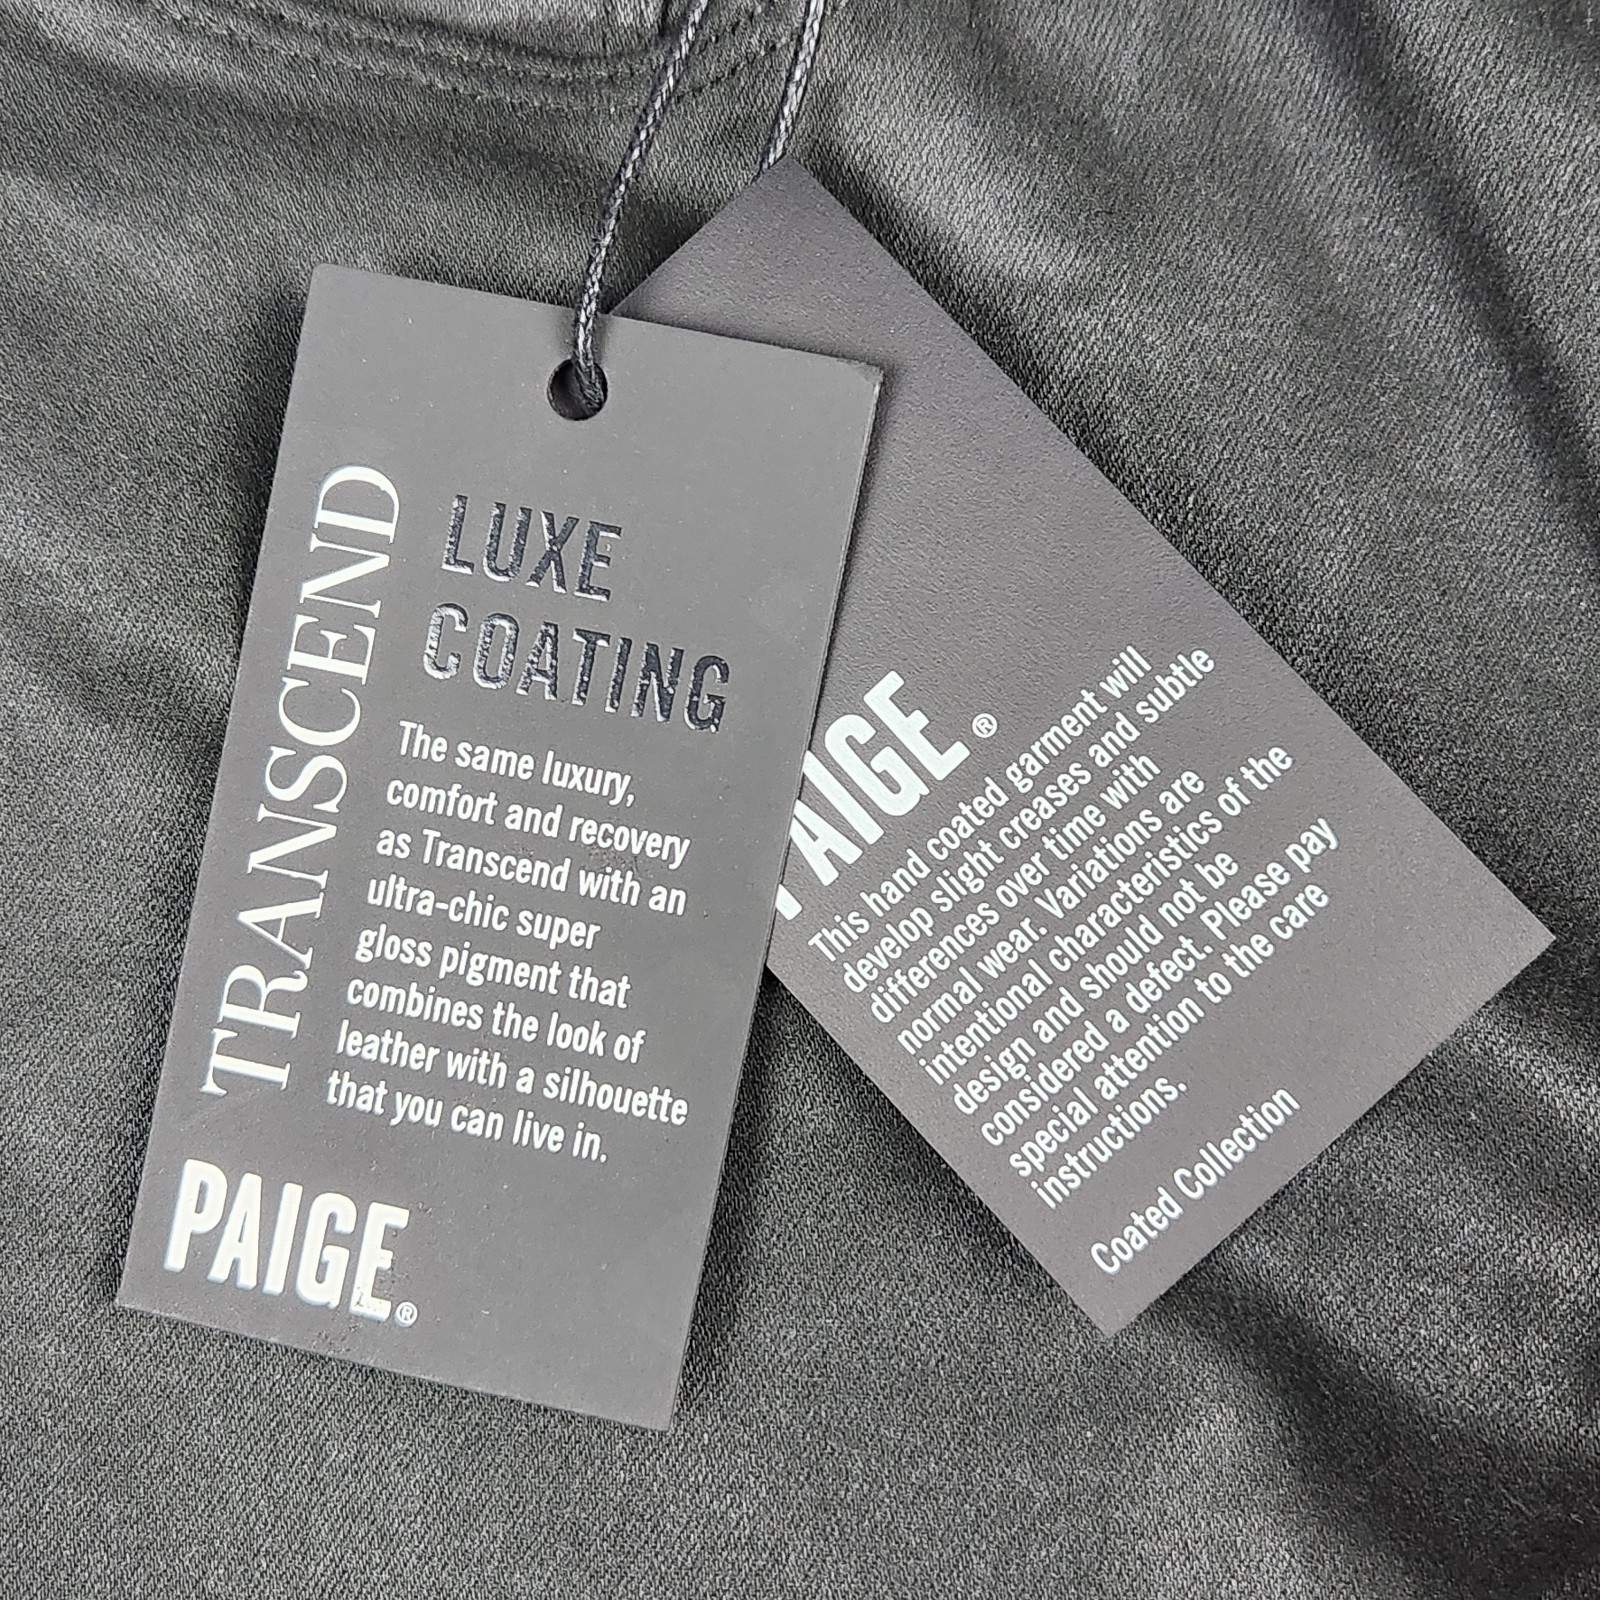 TRANSCEND
LUXE
COATING
The same luxury,
comfort and recovery
as Transcend with an
ultra-chic super
gloss pigment that
combines the look of
leather with a silhouette
that you can live in.
PAIGE®
PAIGE®
This hand coated garment will
develop slight creases and subtle
differences over time with
normal wear. Variations are
intentional characteristics of the
design and should not be
considered a defect. Please pay
special attention to the care
instructions.
Coated Collection